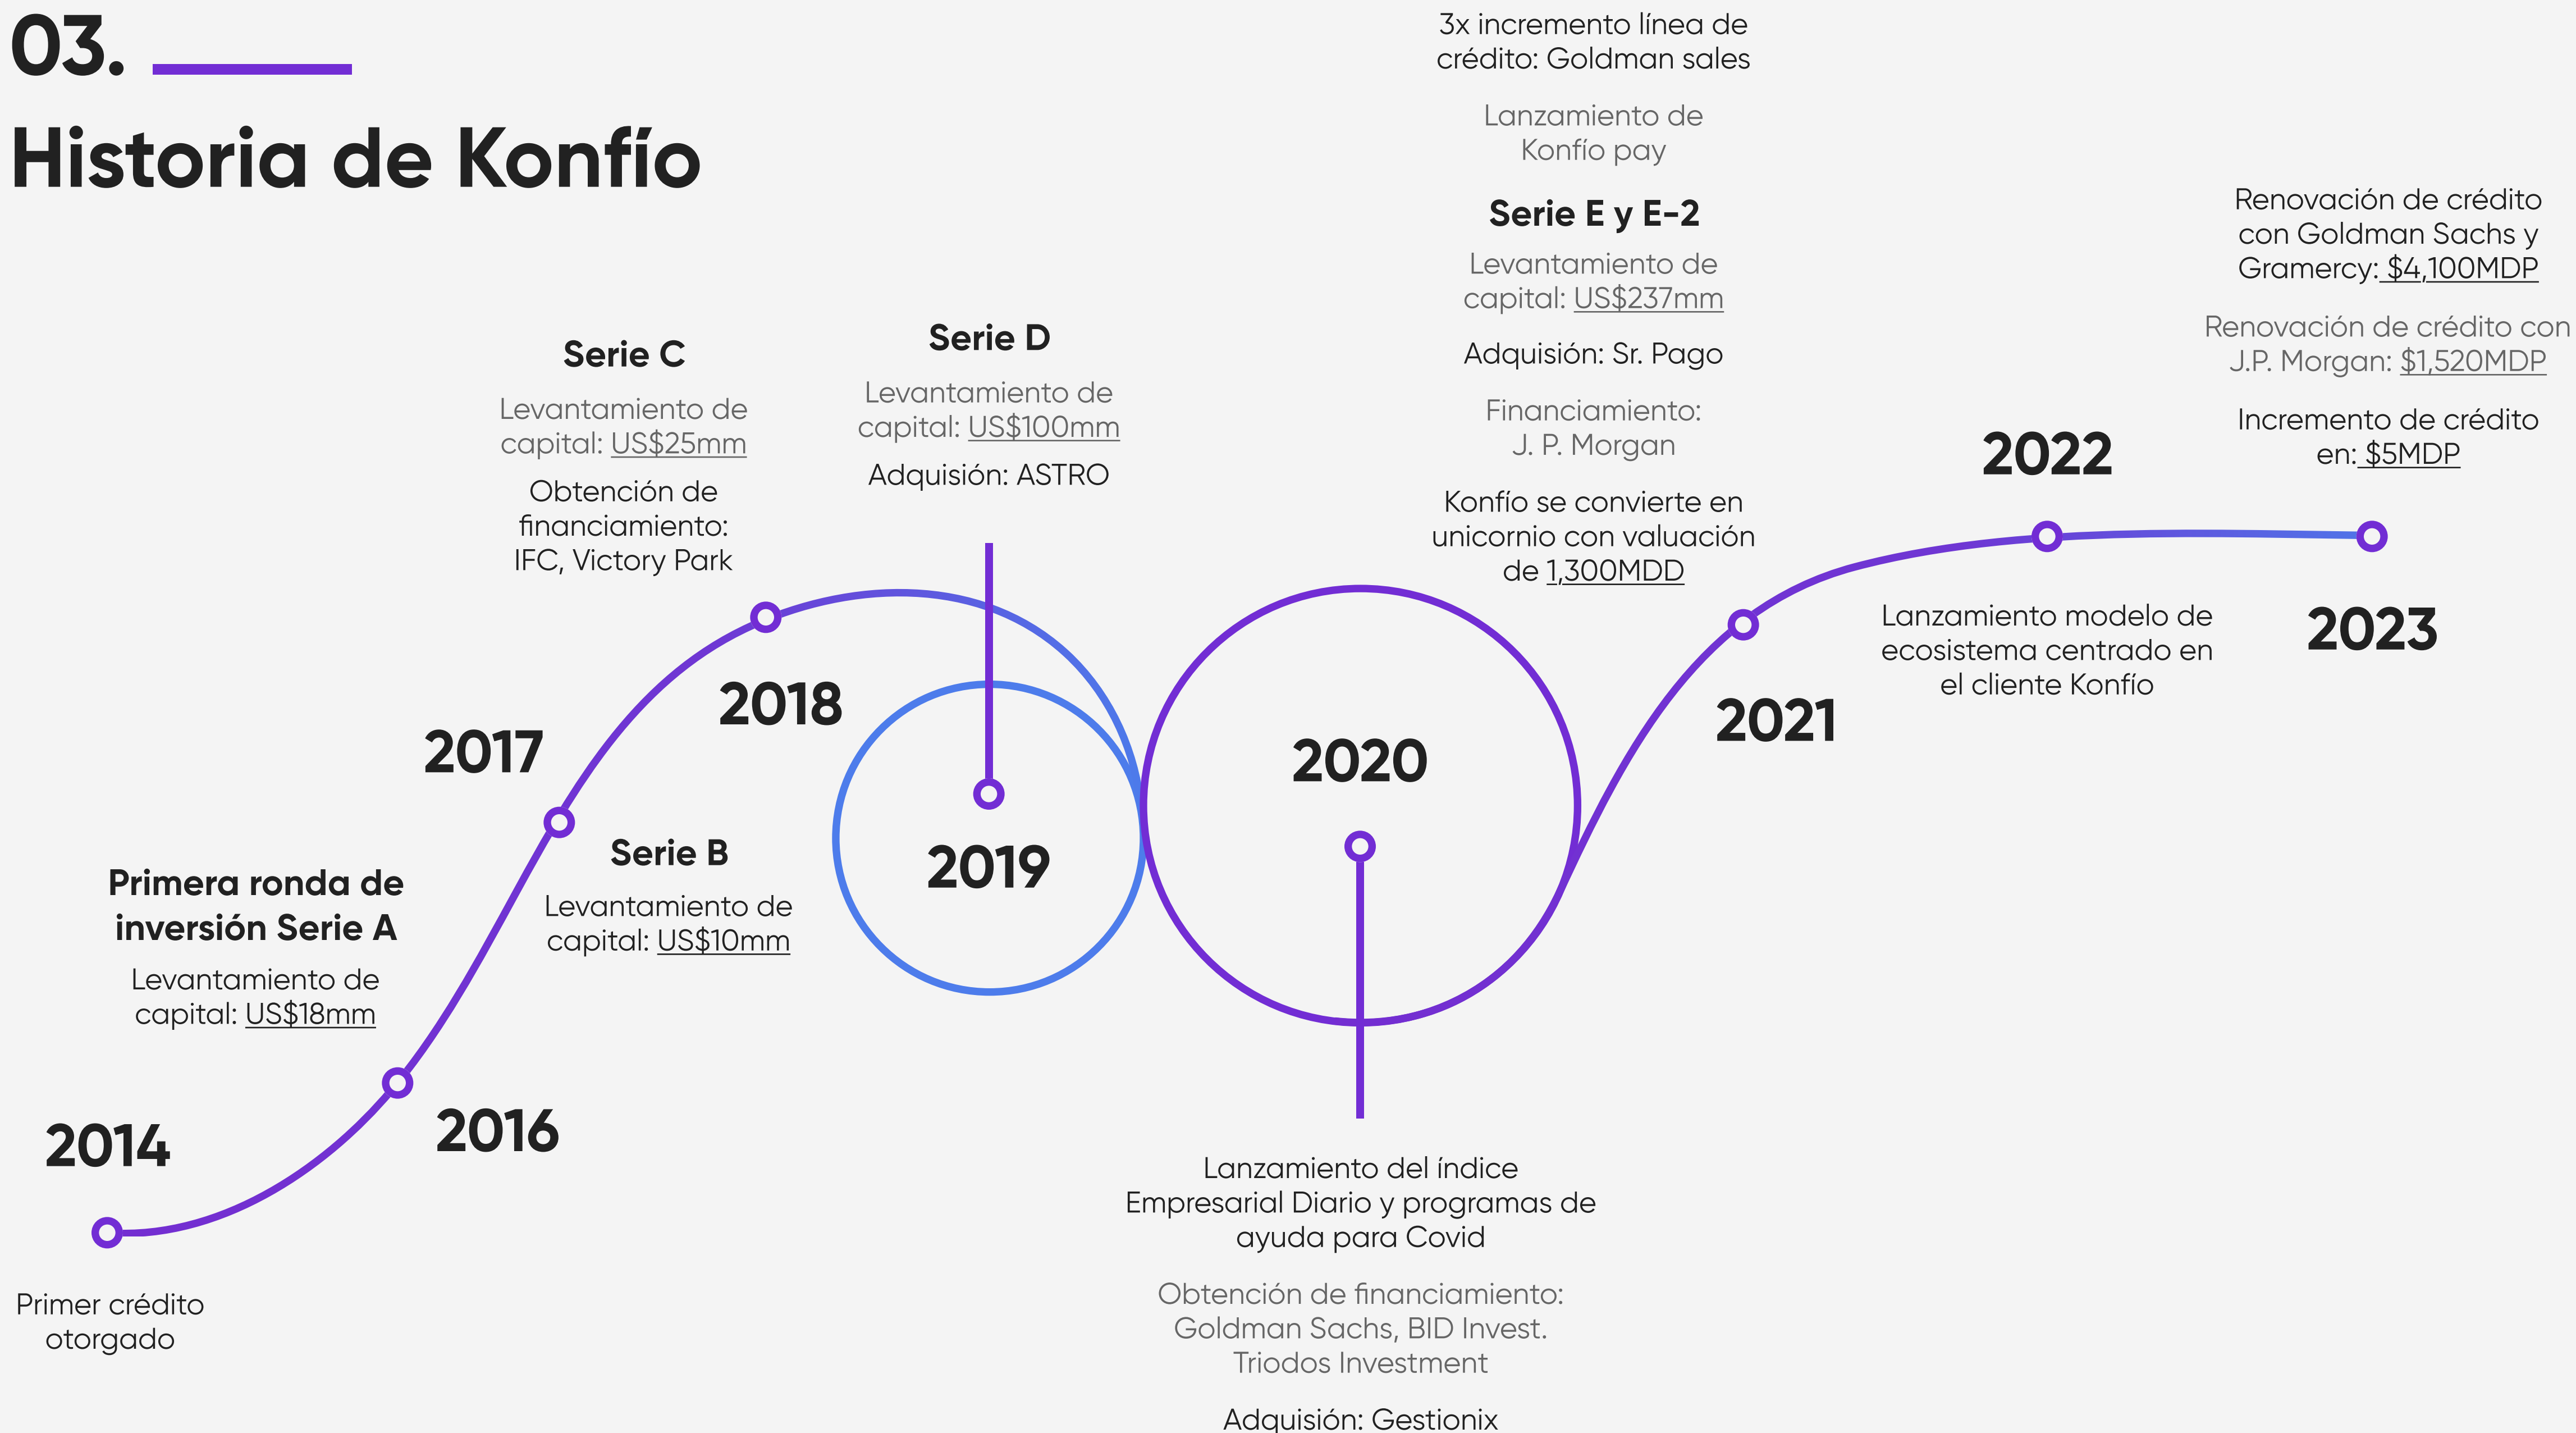 03.
Historia de Konfío
2014
Primer crédito
otorgado
Primera ronda de
inversión Serie A
Levantamiento de
capital: US$18mm
2016
2017
Serie B
Levantamiento de
capital: US$10mm
Serie C
Levantamiento de
capital: US$25mm
Obtención de
financiamiento:
IFC, Victory Park
2018
Serie D
Levantamiento de
capital: US$100mm
Adquisión: ASTRO
2019
2020
Lanzamiento del índice
Empresarial Diario y programas de
ayuda para Covid
Obtención de financiamiento:
Goldman Sachs, BID Invest.
Triodos Investment
Adquisión: Gestionix
3x incremento línea de
crédito: Goldman sales
Lanzamiento de
Konfío pay
Serie E y E-2
Levantamiento de
capital: US$237mm
Adquisión: Sr. Pago
Financiamiento:
J. P. Morgan
Konfío se convierte en
unicornio con valuación
de 1,300MDD
2021
2022
Lanzamiento modelo de
ecosistema centrado en
el cliente Konfío
Renovación de crédito
con Goldman Sachs y
Gramercy: $4,100MDP
Renovación de crédito con
J.P. Morgan: $1,520MDP
Incremento de crédito
en: $5MDP
2023